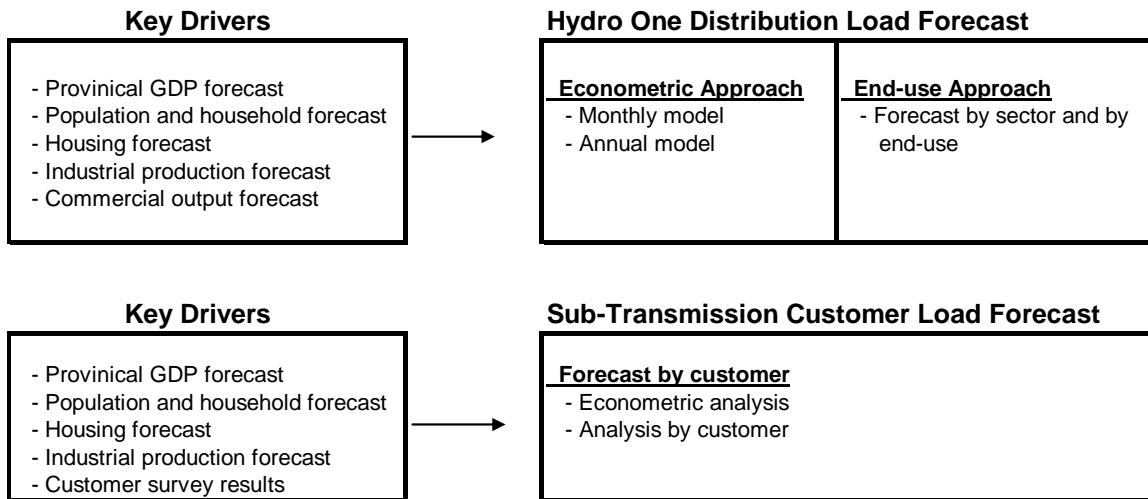 Key Drivers
Hydro One Distribution Load Forecast
- Provinical GDP forecast
- Population and household forecast
- Housing forecast
- Industrial production forecast
- Commercial output forecast
Econometric Approach
- Monthly model
- Annual model
End-use Approach
- Forecast by sector and by
end-use
Key Drivers
Sub-Transmission Customer Load Forecast
- Provinical GDP forecast
- Population and household forecast
- Housing forecast
- Industrial production forecast
- Customer survey results
Forecast by customer
- Econometric analysis
- Analysis by customer